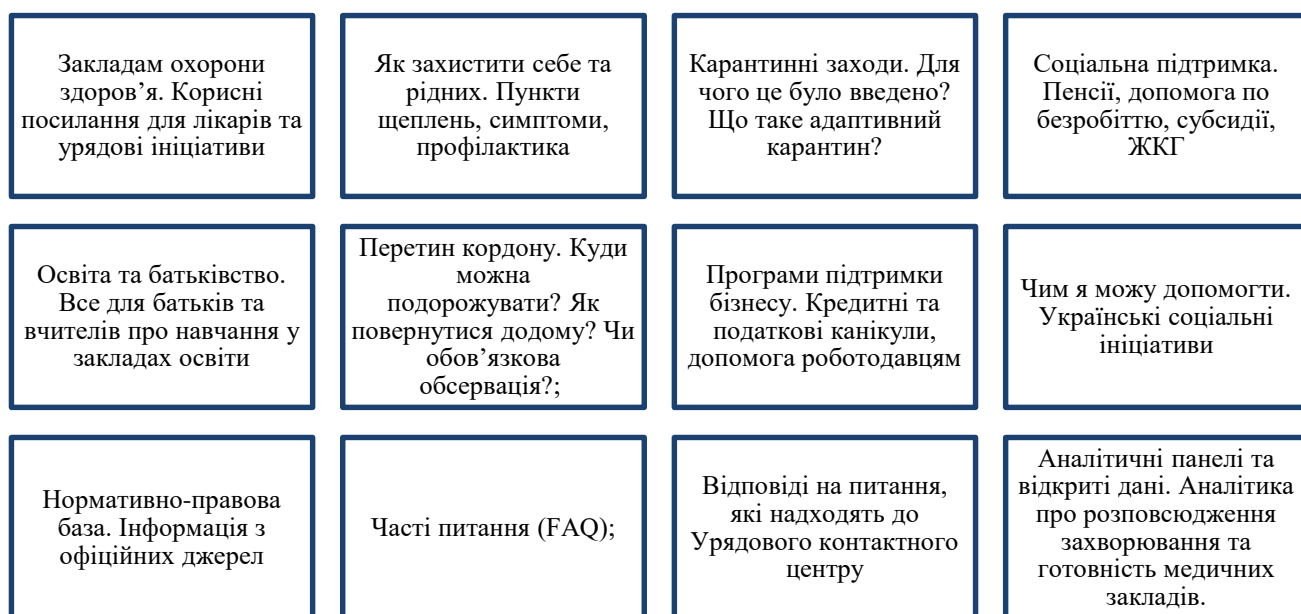 Закладам охорони
здоров’я. Корисні
посилання для лікарів та
урядові ініціативи
Як захистити себе та
рідних. Пункти
щеплень, симптоми,
профілактика
Карантинні заходи. Для
чого це було введено?
Що таке адаптивний
карантин?
Соціальна підтримка.
Пенсії, допомога по
безробіттю, субсидії,
ЖКГ
Освіта та батьківство.
Все для батьків та
вчителів про навчання у
закладах освіти
Перетин кордону. Куди
можна
подорожувати? Як
повернутися додому? Чи
обов’язкова
обсервація?;
Програми підтримки
бізнесу. Кредитні та
податкові канікули,
допомога роботодавцям
Чим я можу допомогти.
Українські соціальні
ініціативи
Нормативно-правова
база. Інформація з
офіційних джерел
Часті питання (FAQ);
Відповіді на питання,
які надходять до
Урядового контактного
центру
Аналітичні панелі та
відкриті дані. Аналітика
про розповсюдження
захворювання та
готовність медичних
закладів.